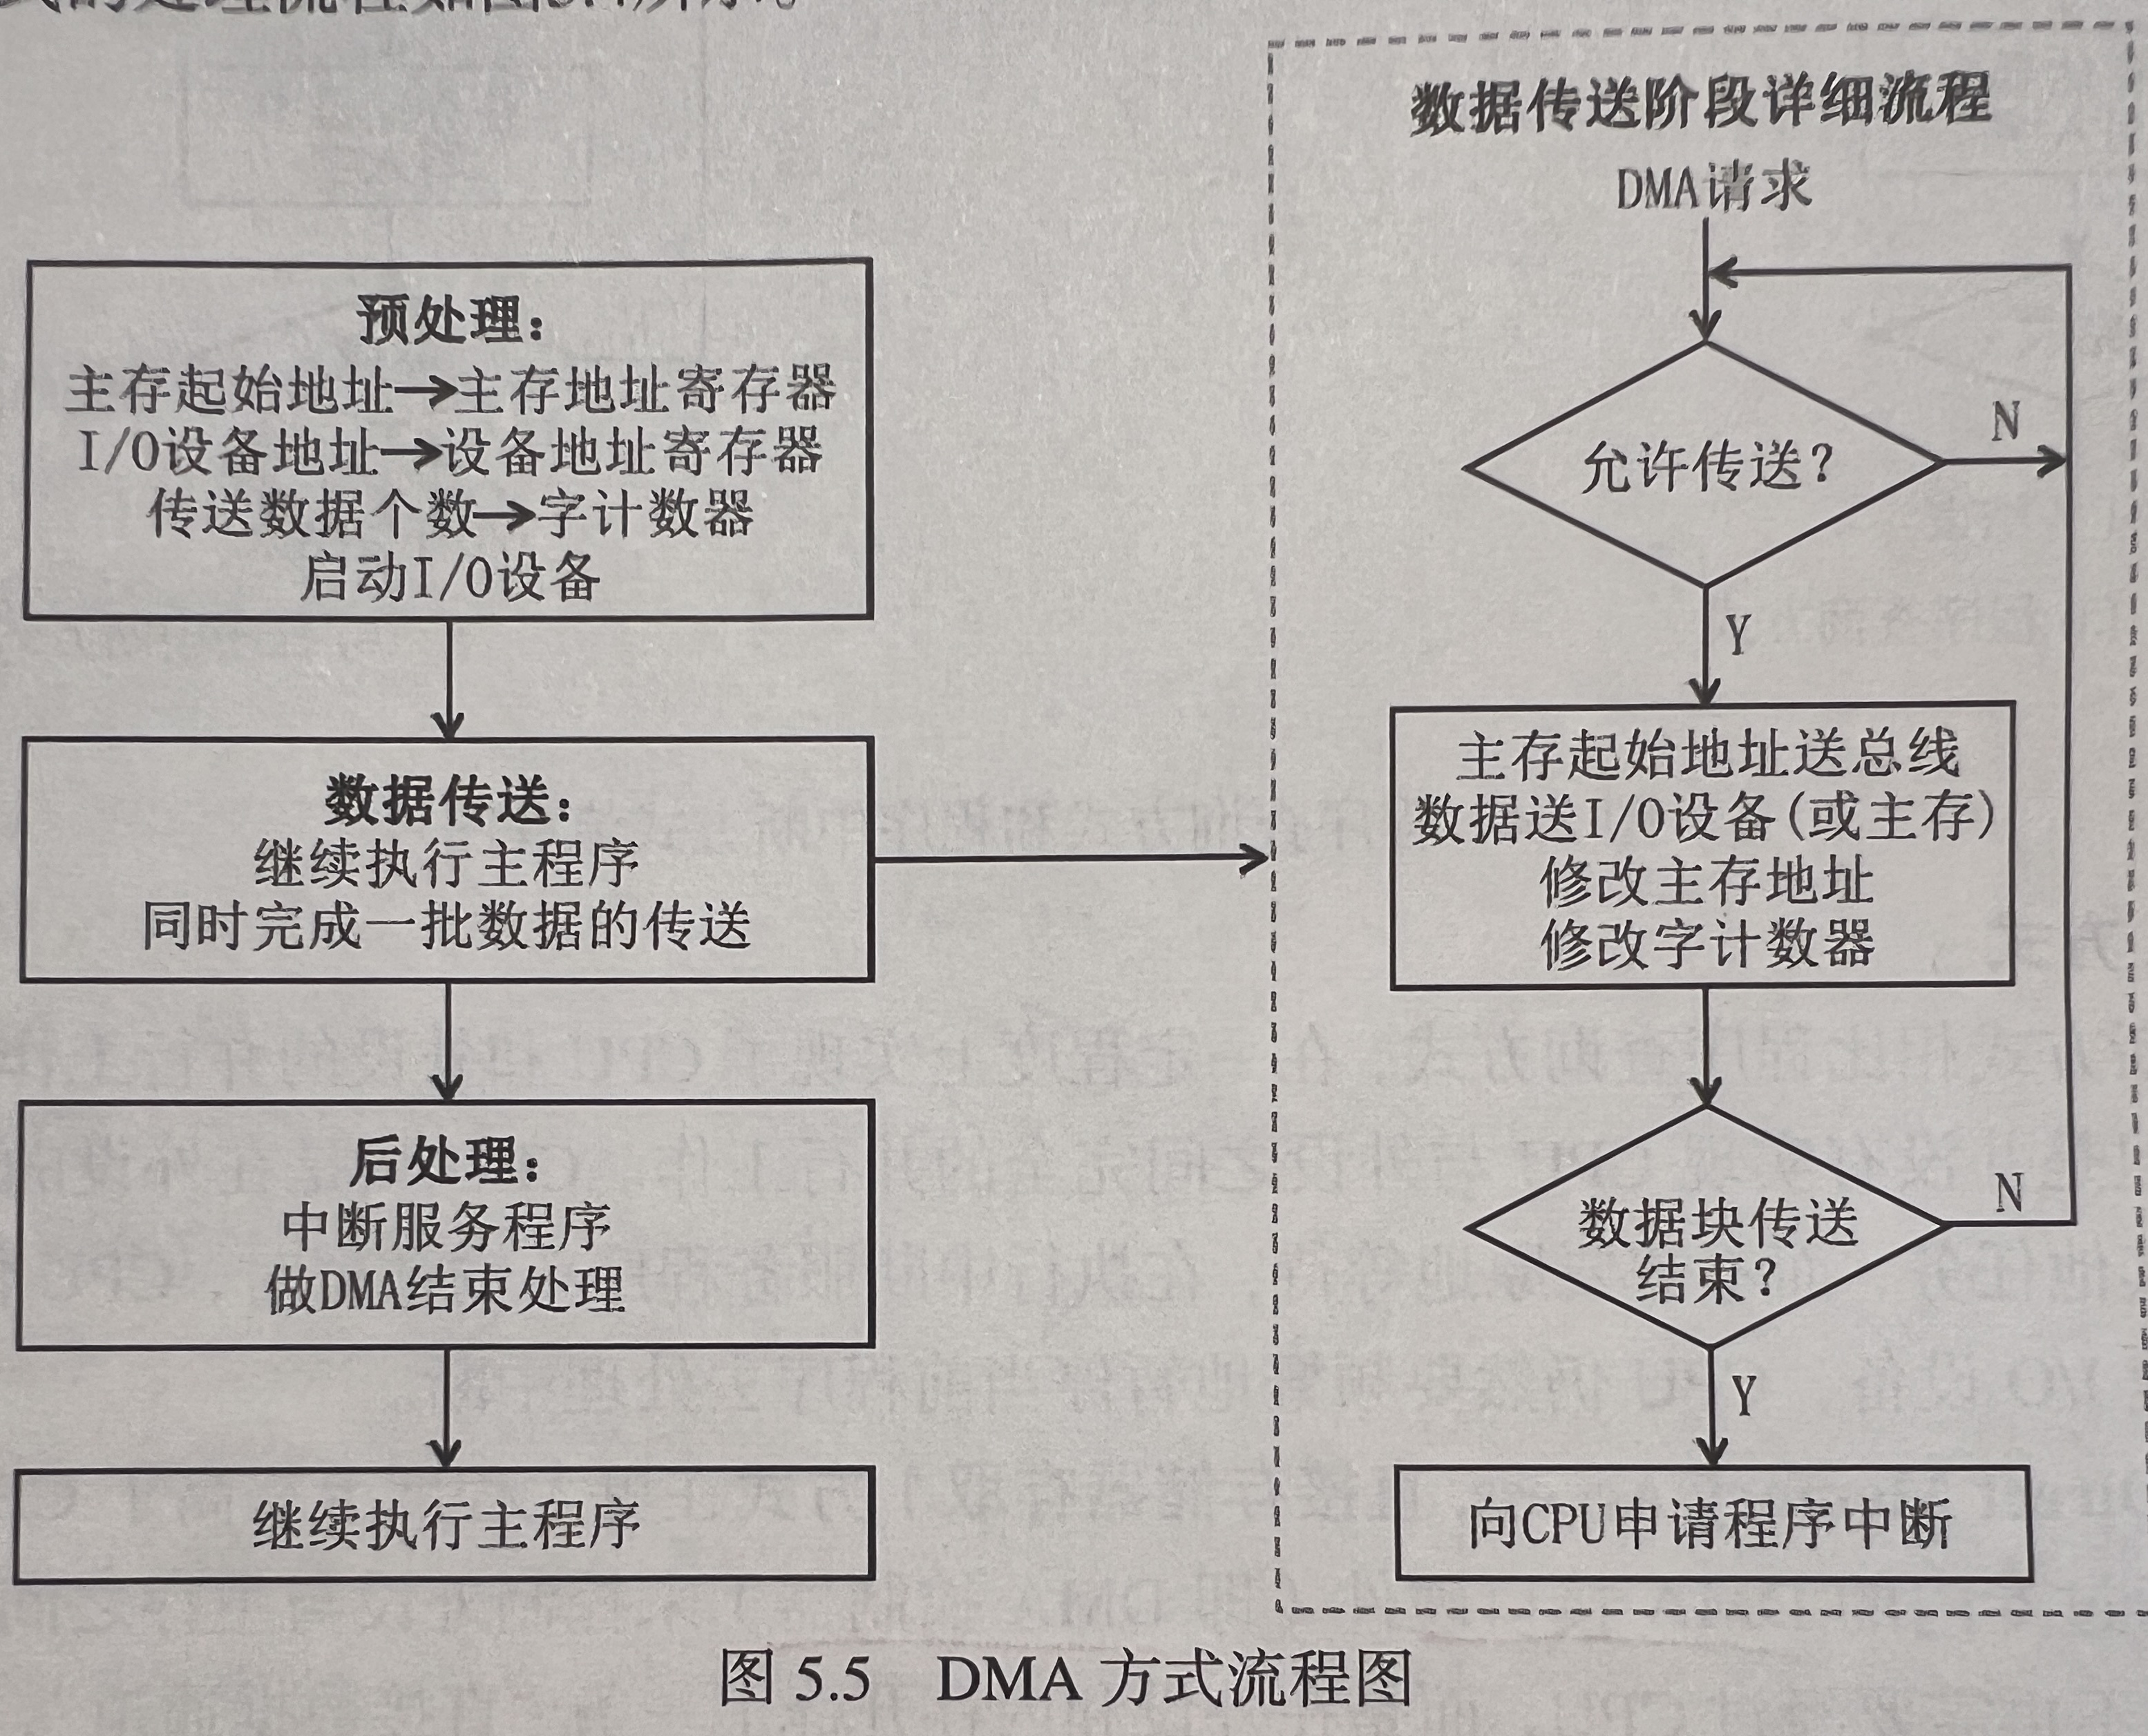 预处理：
主存起始地址→主存地址寄存器
I/O设备地址→设备地址寄存器
传送数据个数→字计数器
启动I/O设备
数据传送：
继续执行主程序
同时完成一批数据的传送
后处理：
中断服务程序
做DMA结束处理
继续执行主程序
数据传送阶段详细流程
DMA请求
允许传送？
N
Y
主存起始地址送总线
数据送I/O设备(或主存)
修改主存地址
修改字计数器
数据块传送
结束？
N
Y
向CPU申请程序中断
图 5.5 DMA 方式流程图